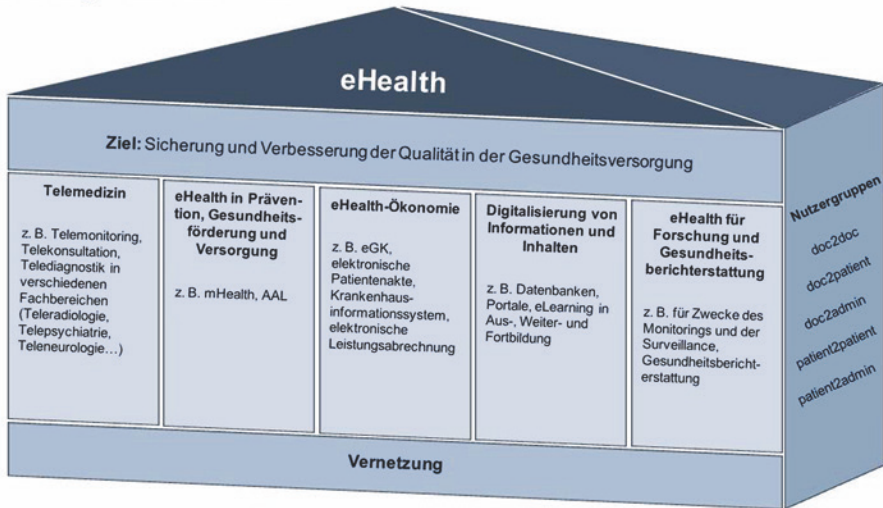 eHealth
Ziel: Sicherung und Verbesserung der Qualität in der Gesundheitsversorgung
Telemedizin
z. B. Telemonitoring,
Telekonsultation,
Telediagnostik in
verschiedenen
Fachbereichen
(Teleradiologie,
Telepsychiatrie,
Teleneurologie…)
eHealth in Präven-
tion, Gesundheits-
förderung und
Versorgung
z. B. mHealth, AAL
eHealth-Ökonomie
z. B. eGK,
elektronische
Patientenakte,
Krankenhaus-
informationssystem,
elektronische
Leistungsabrechnung
Digitalisierung von
Informationen und
Inhalten
z. B. Datenbanken,
Portale, eLearning in
Aus-, Weiter- und
Fortbildung
eHealth für
Forschung und
Gesundheits-
berichterstattung
z. B. für Zwecke des
Monitorings und der
Surveillance,
Gesundheitsbericht-
erstattung
Nutzergruppen
doc2doc
doc2patient
doc2admin
patient2patient
patient2admin
Vernetzung